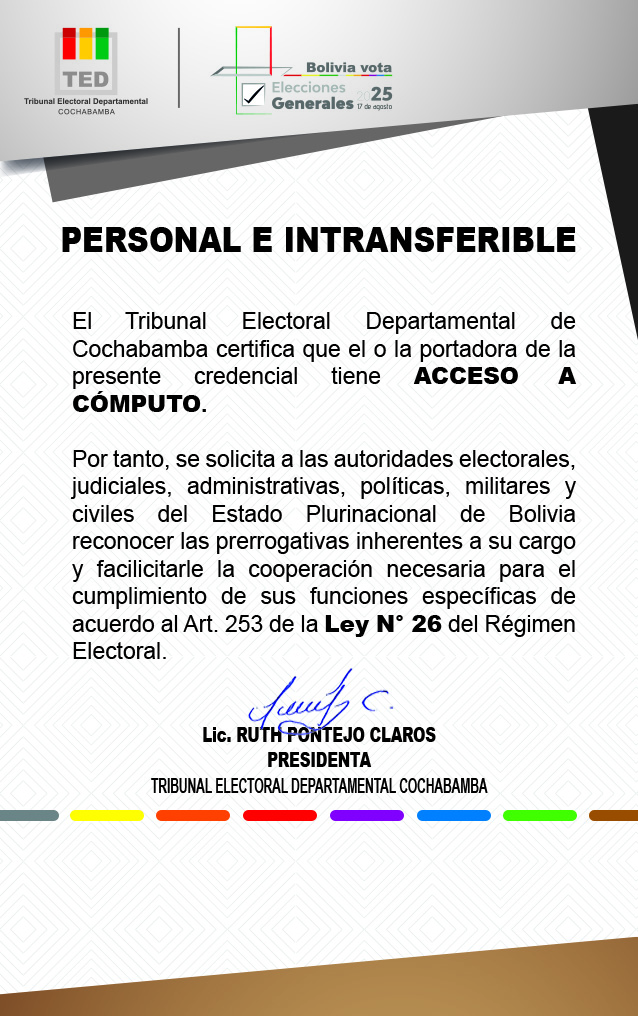 TED
Tribunal Electoral Departamental
COCHABAMBA
Bolivia vota
Elecciones
Generales 2025
17 de agosto
PERSONAL E INTRANSFERIBLE
El Tribunal Electoral Departamental de
Cochabamba certifica que el o la portadora de la
presente credencial tiene ACCESO A
CÓMPUTO.
Por tanto, se solicita a las autoridades electorales,
judiciales, administrativas, políticas, militares y
civiles del Estado Plurinacional de Bolivia
reconocer las prerrogativas inherentes a su cargo
y facilicitarle la cooperación necesaria para el
cumplimiento de sus funciones específicas de
acuerdo al Art. 253 de la Ley N° 26 del Régimen
Electoral.
Lic. RUTH PONTEJO CLAROS
PRESIDENTA
TRIBUNAL ELECTORAL DEPARTAMENTAL COCHABAMBA